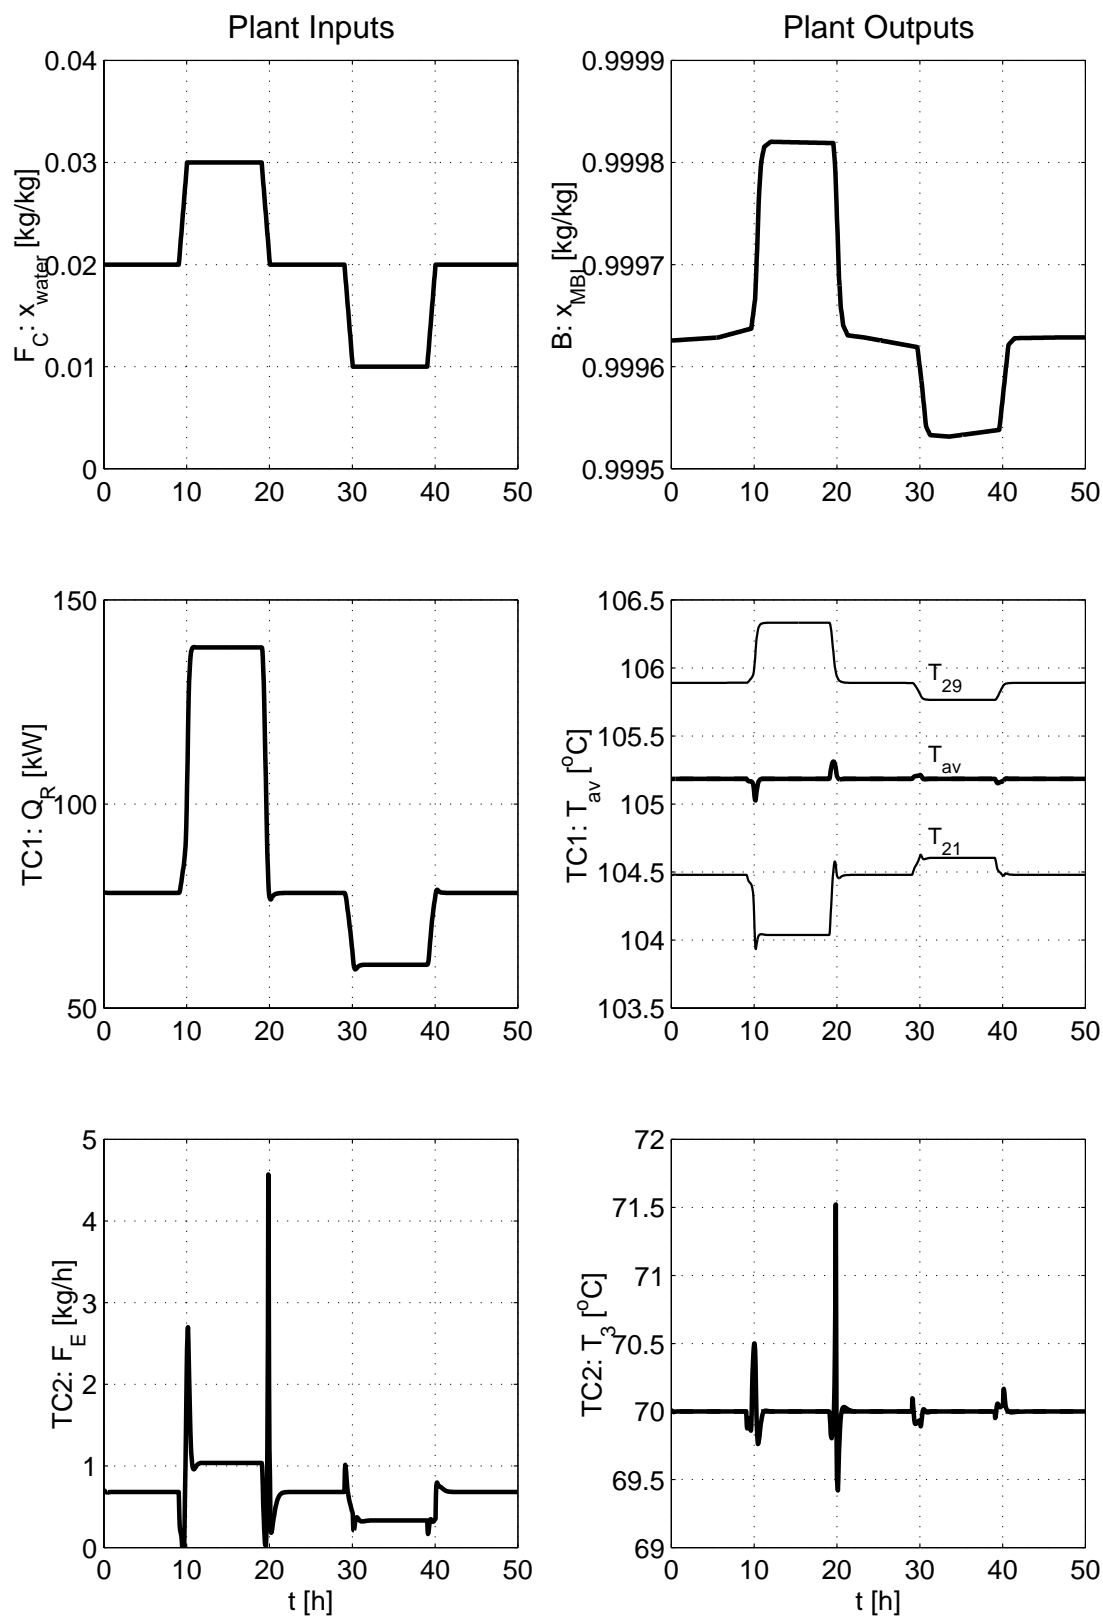 Plant Inputs
Plant Outputs
0.04
0.03
0.02
0.01
0
F_C: x_water [kg/kg]
0 10 20 30 40 50
0.9999
0.9998
0.9997
0.9996
0.9995
B: x_MBI [kg/kg]
0 10 20 30 40 50
150
100
50
TC1: Q_R [kW]
0 10 20 30 40 50
106.5
106
105.5
105
104.5
104
103.5
TC1: T_av [°C]
T_29
T_av
T_21
0 10 20 30 40 50
5
4
3
2
1
0
TC2: F_E [kg/h]
0 10 20 30 40 50
t [h]
72
71.5
71
70.5
70
69.5
69
TC2: T_3 [°C]
0 10 20 30 40 50
t [h]